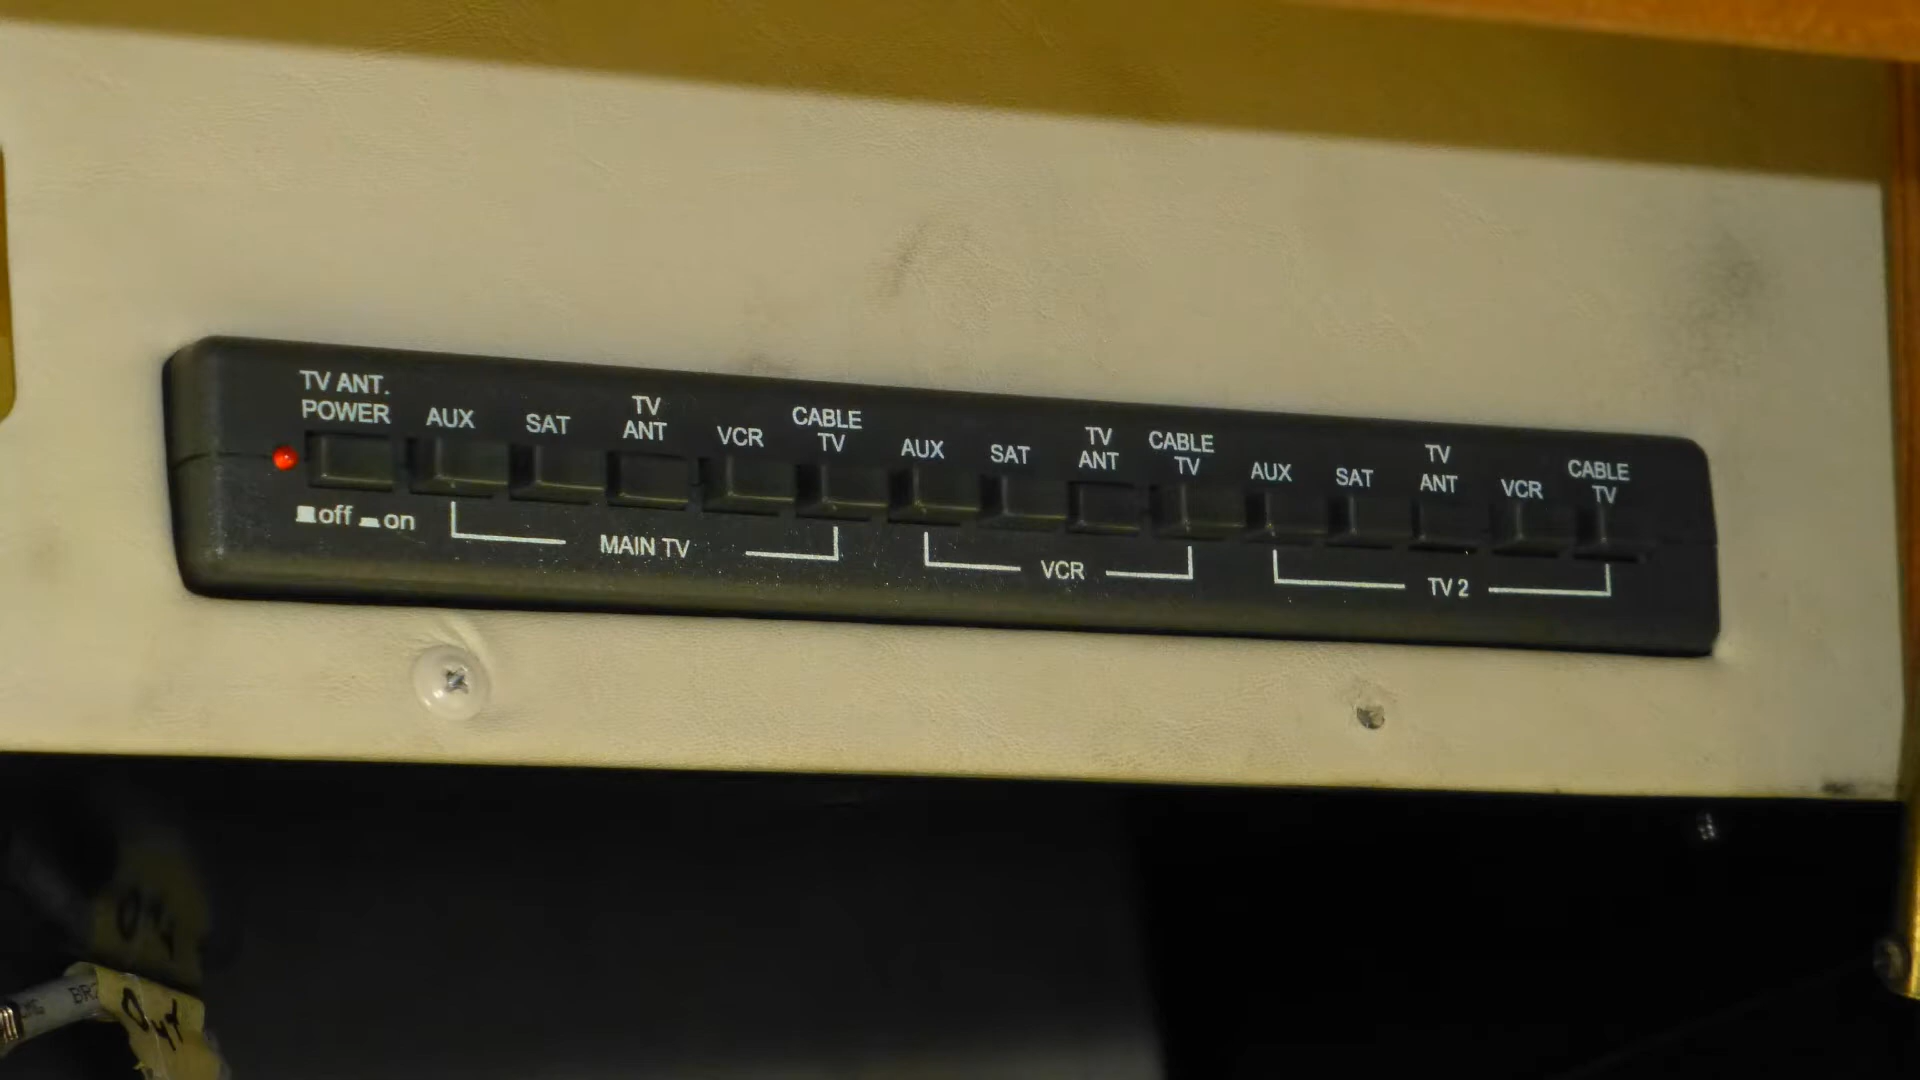 TV ANT.
POWER
AUX
SAT
TV
ANT
VCR
CABLE
TV
AUX
SAT
TV
ANT
CABLE
TV
AUX
SAT
TV
ANT
VCR
CABLE
TV
off on
MAIN TV
VCR
TV 2
Out